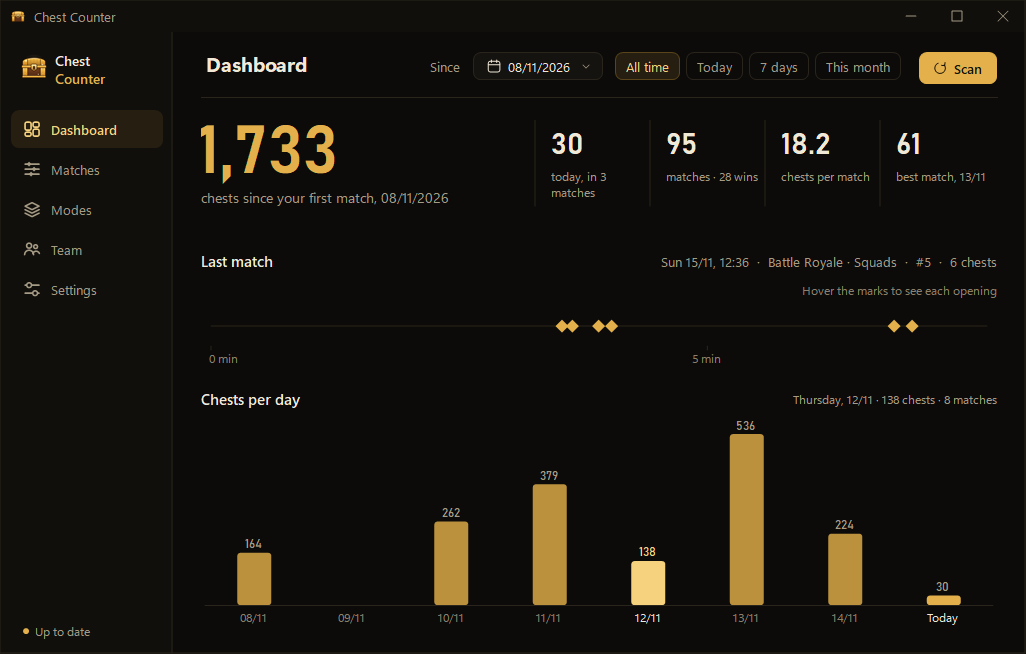 Chest Counter
Chest
Counter
Dashboard
Matches
Modes
Team
Settings
Up to date
Dashboard
Since
08/11/2026
All time
Today
7 days
This month
Scan
1,733
chests since your first match, 08/11/2026
30
today, in 3
matches
95
matches · 28 wins
18.2
chests per match
61
best match, 13/11
Last match
Sun 15/11, 12:36 · Battle Royale · Squads · #5 · 6 chests
Hover the marks to see each opening
0 min
5 min
Chests per day
Thursday, 12/11 · 138 chests · 8 matches
164
262
379
138
536
224
30
08/11
09/11
10/11
11/11
12/11
13/11
14/11
Today